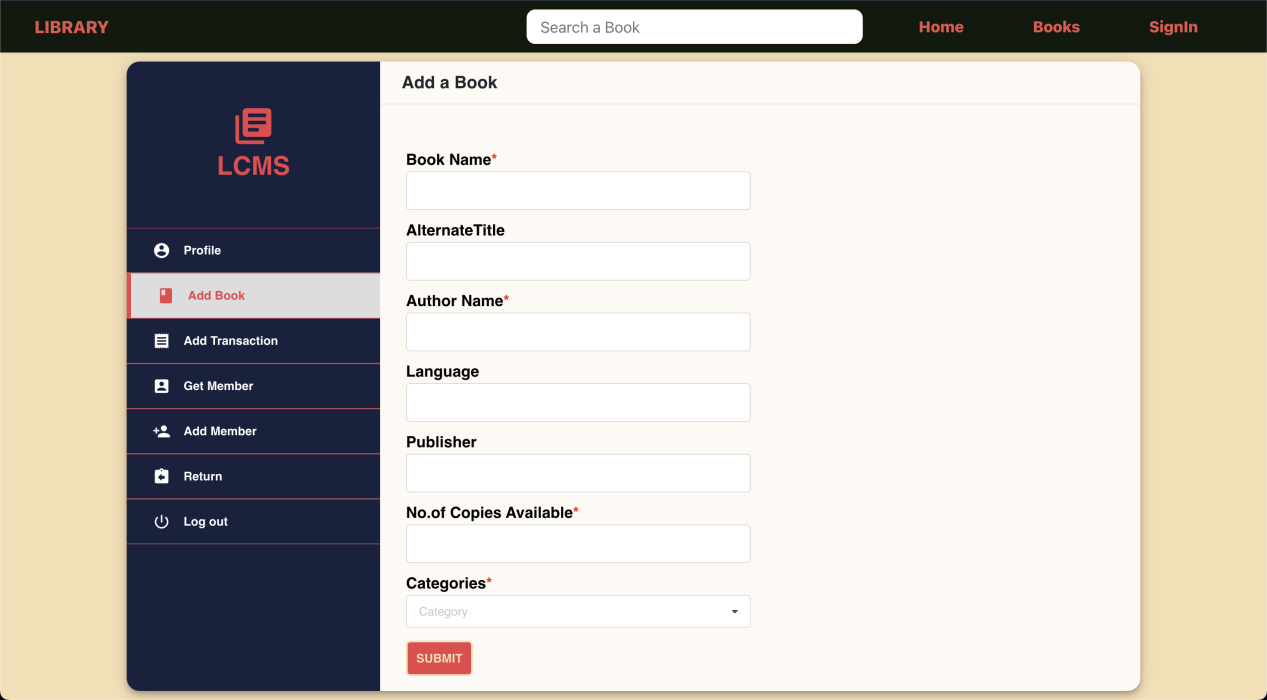 LIBRARY
Search a Book
Home
Books
SignIn
LCMS
Profile
Add Book
Add Transaction
Get Member
Add Member
Return
Log out
Add a Book
Book Name*
AlternateTitle
Author Name*
Language
Publisher
No.of Copies Available*
Categories*
Category
SUBMIT